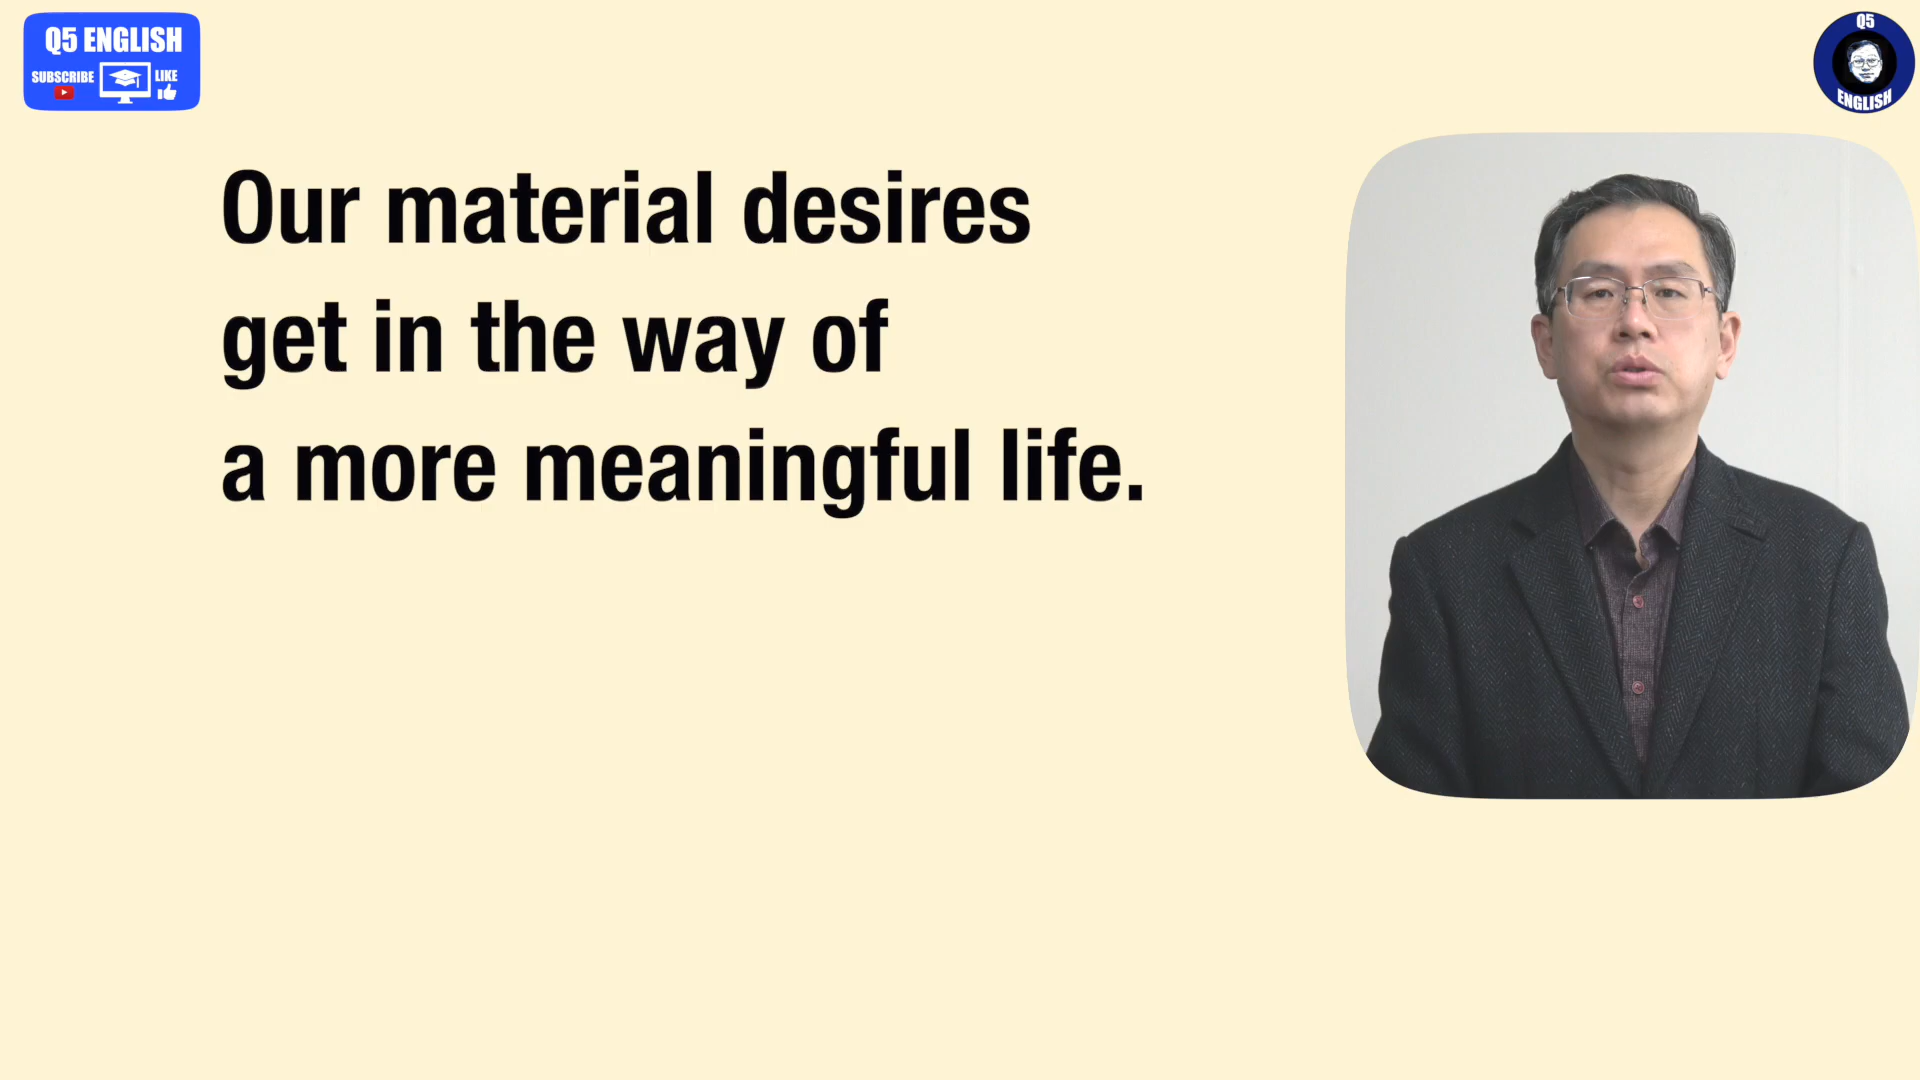 Q5 ENGLISH
SUBSCRIBE
LIKE
Q5
ENGLISH
Our material desires
get in the way of
a more meaningful life.